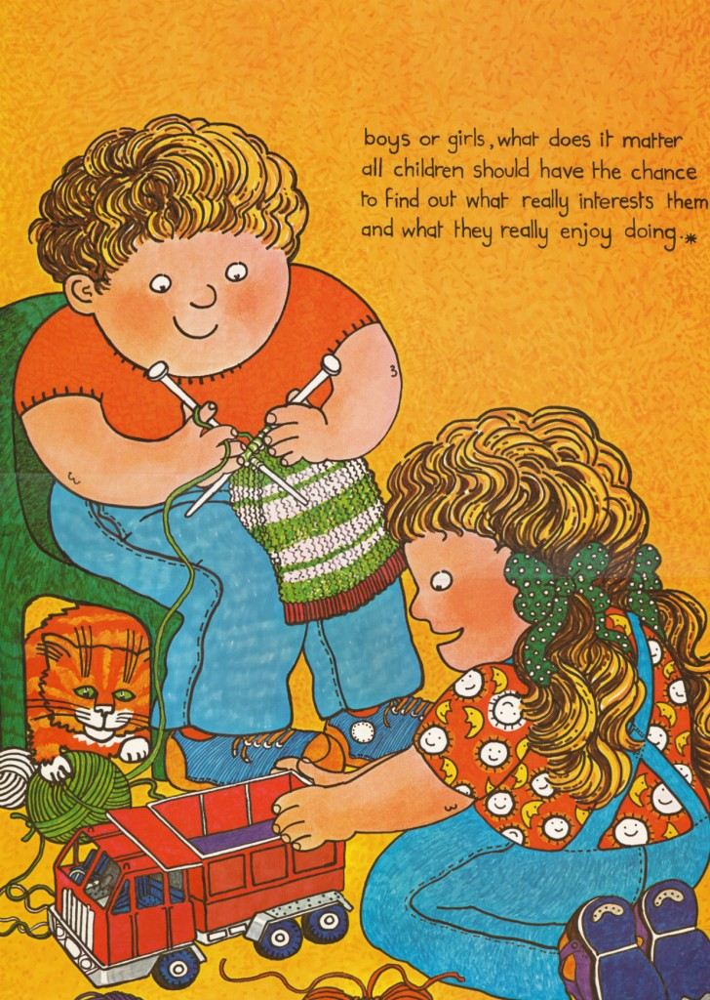 boys or girls, what does it matter
all children should have the chance
to find out what really interests them
and what they really enjoy doing.*